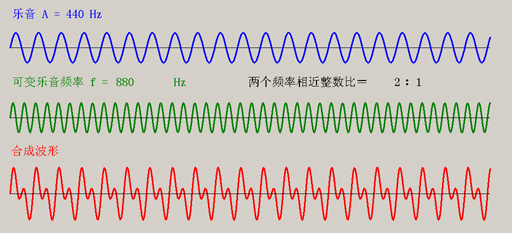 乐音 A = 440 Hz
可变乐音频率 f = 880 Hz 两个频率相近整数比＝ 2 : 1
合成波形